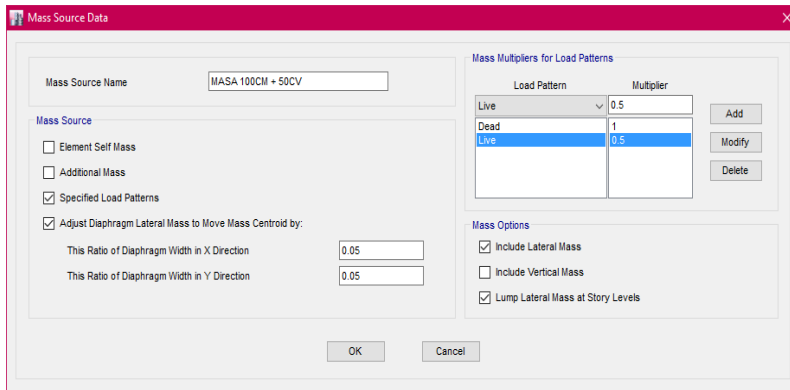 Mass Source Data
Mass Source Name MASA 100CM + 50CV
Mass Source
Element Self Mass
Additional Mass
Specified Load Patterns
Adjust Diaphragm Lateral Mass to Move Mass Centroid by:
This Ratio of Diaphragm Width in X Direction 0.05
This Ratio of Diaphragm Width in Y Direction 0.05
Mass Multipliers for Load Patterns
Load Pattern Multiplier
Live 0.5
Dead 1
Live 0.5
Add
Modify
Delete
Mass Options
Include Lateral Mass
Include Vertical Mass
Lump Lateral Mass at Story Levels
OK Cancel